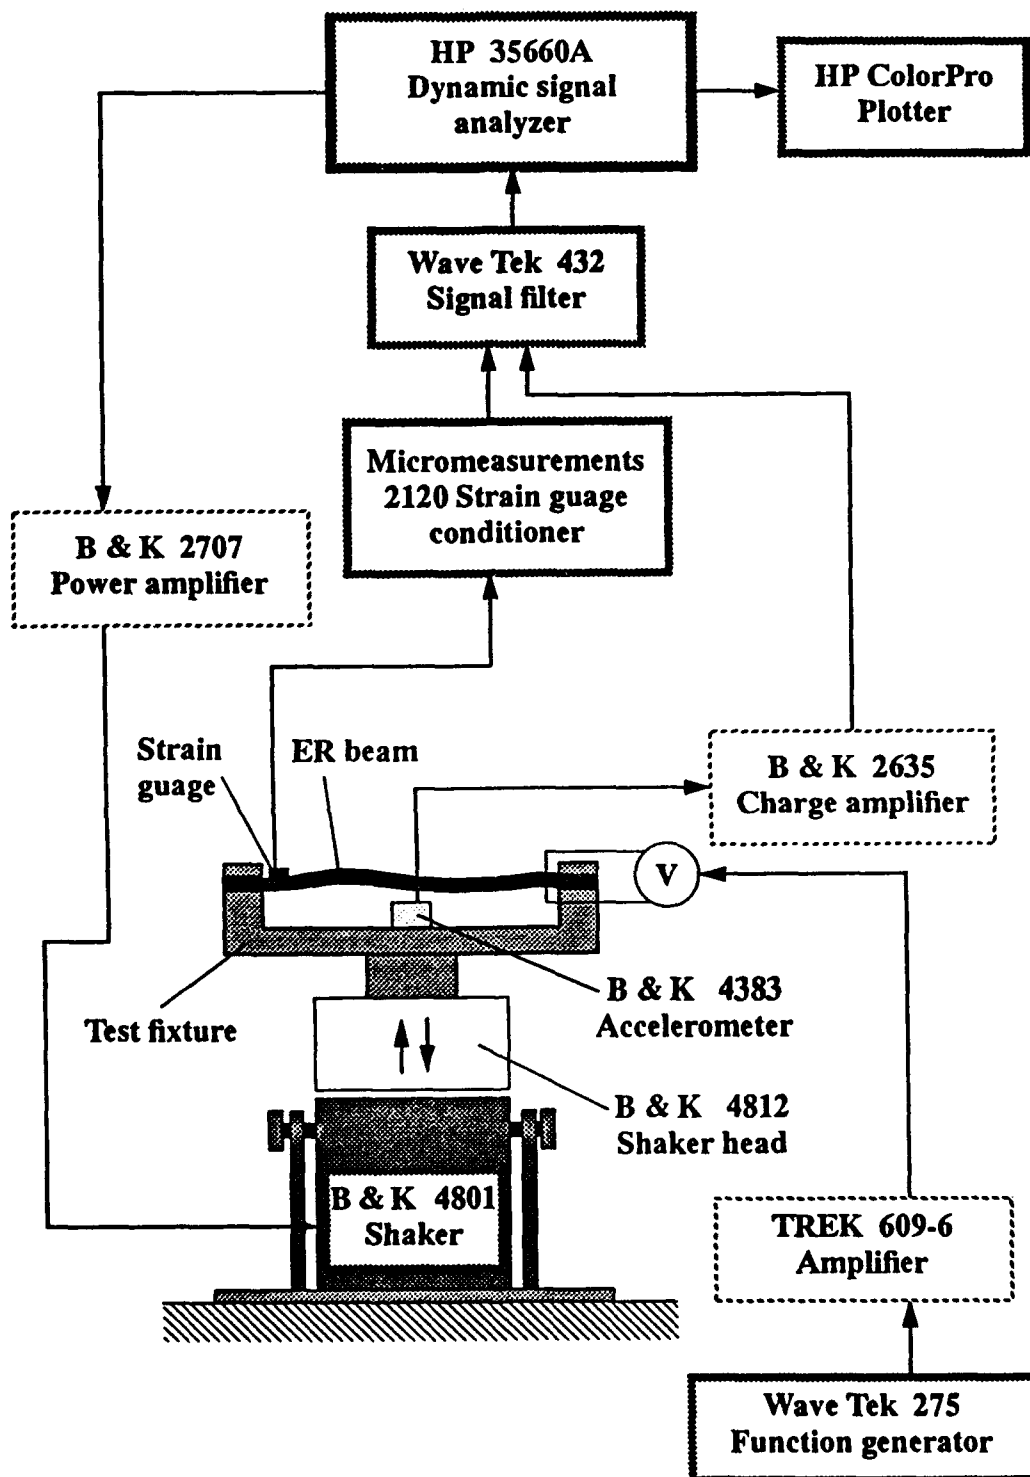 HP 35660A
Dynamic signal
analyzer
HP ColorPro
Plotter
Wave Tek 432
Signal filter
Micromeasurements
2120 Strain guage
conditioner
B & K 2707
Power amplifier
Strain
guage
ER beam
B & K 2635
Charge amplifier
V
Test fixture
B & K 4383
Accelerometer
B & K 4812
Shaker head
B & K 4801
Shaker
TREK 609-6
Amplifier
Wave Tek 275
Function generator